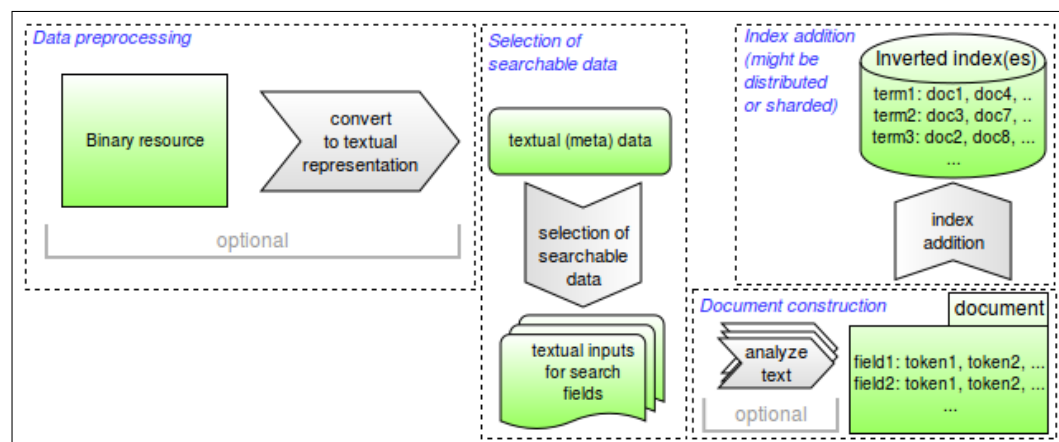 Data preprocessing
Binary resource
convert
to textual
representation
optional
Selection of
searchable data
textual (meta) data
selection of
searchable
data
textual inputs
for search
fields
Document construction
analyze
text
optional
document
field1: token1, token2, ...
field2: token1, token2, ...
...
Index addition
(might be
distributed
or sharded)
index
addition
Inverted index(es)
term1: doc1, doc4, ..
term2: doc3, doc7, ..
term3: doc2, doc8, ...
...